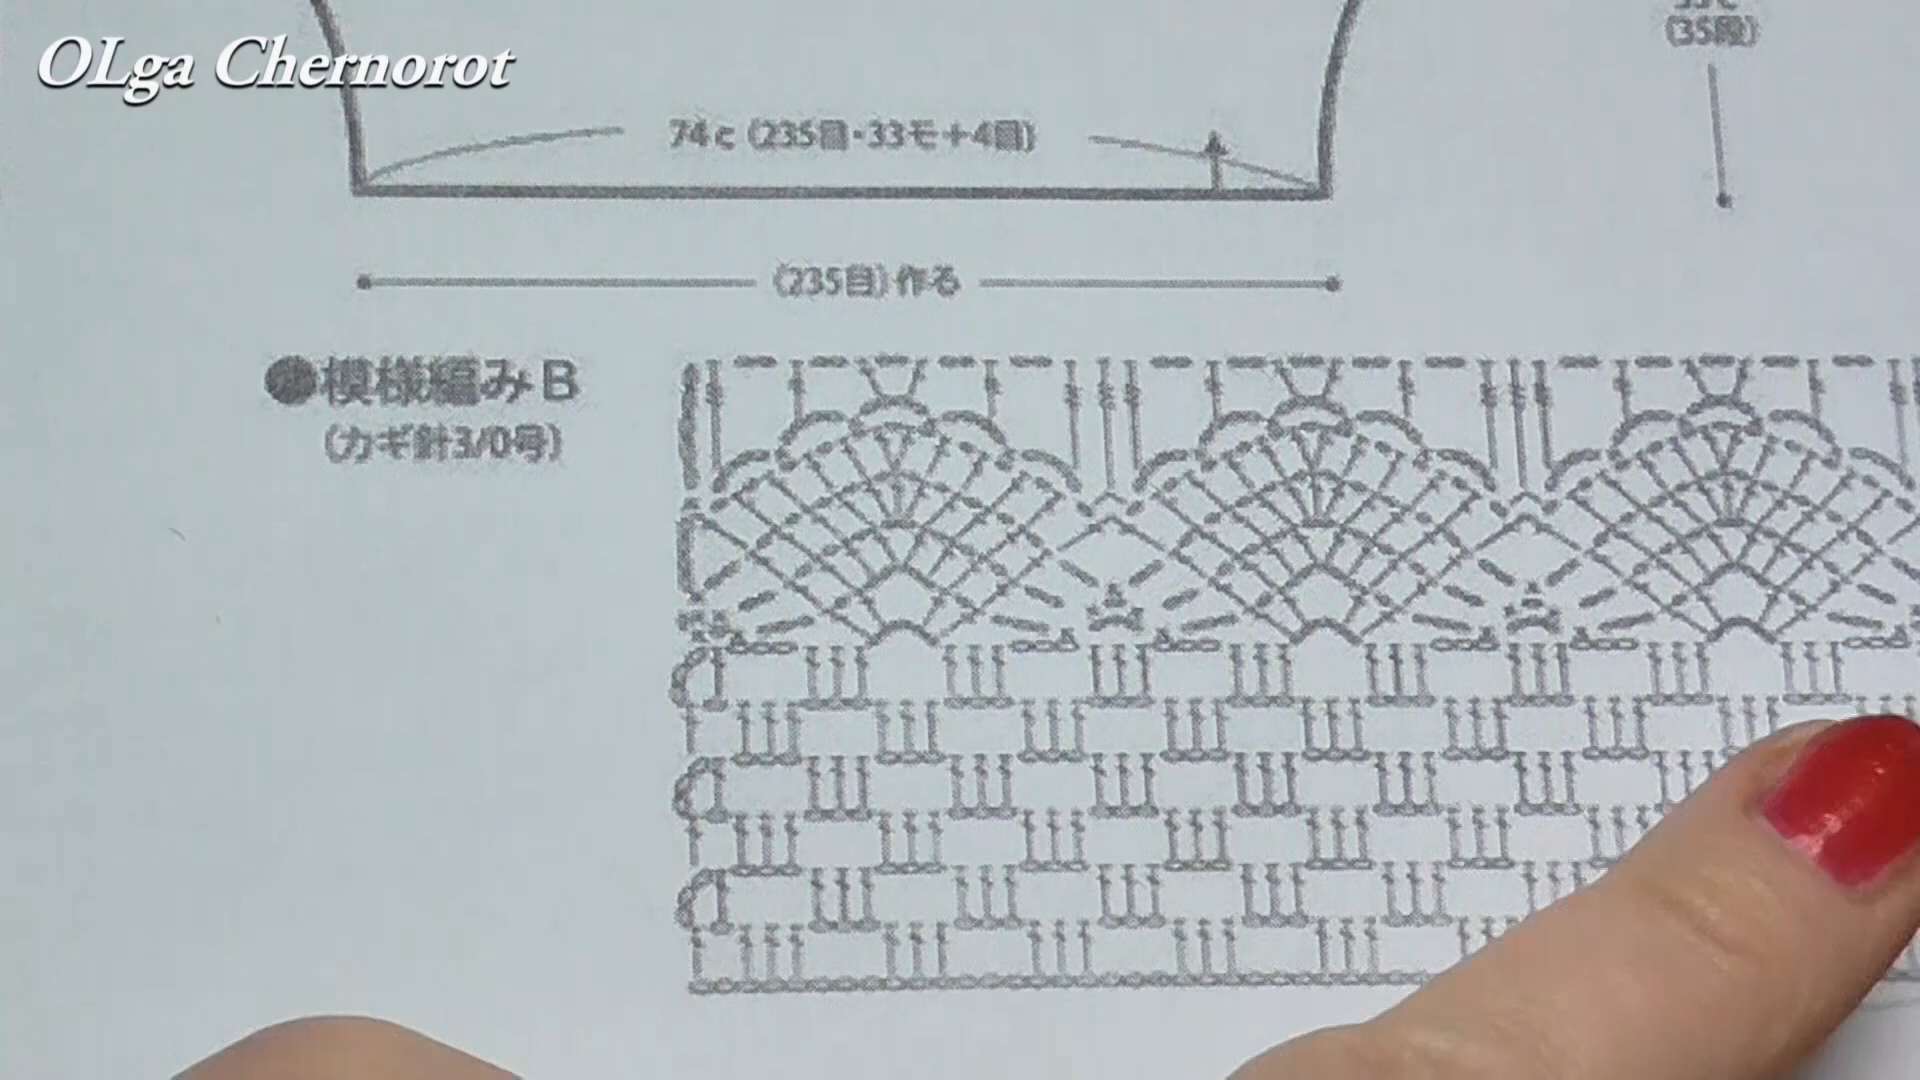 OLga Chernorot
(35段)
74c (235目・33モ+4目)
(235目) 作る
●模様編みB
(カギ針3/0号)